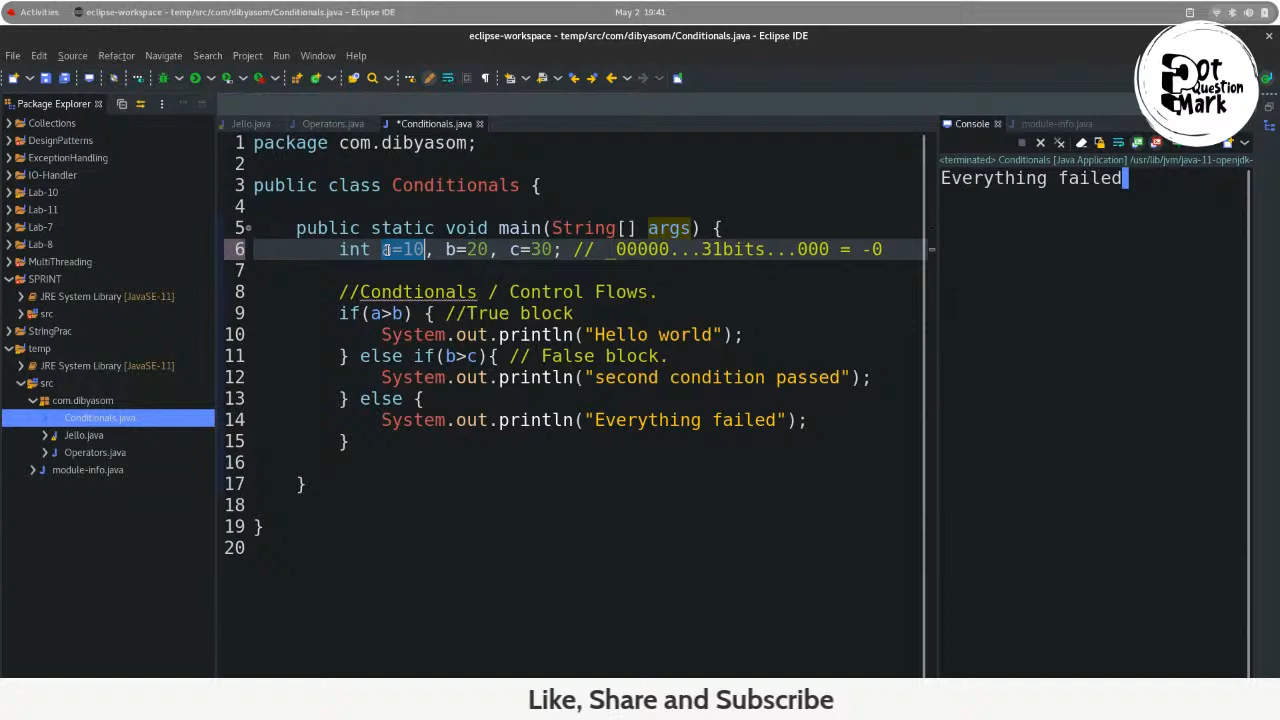 Activities eclipse-workspace - temp/src/com/dibyasom/Conditionals.java - Eclipse IDE May 2 19:41
eclipse-workspace - temp/src/com/dibyasom/Conditionals.java - Eclipse IDE
File Edit Source Refactor Navigate Search Project Run Window Help
Dot
Question
Mark
Package Explorer
Collections
DesignPatterns
ExceptionHandling
IO-Handler
Lab-10
Lab-11
Lab-7
Lab-8
MultiThreading
SPRINT
JRE System Library [JavaSE-11]
src
StringPrac
temp
JRE System Library [JavaSE-11]
src
com.dibyasom
Conditionals.java
Jello.java
Operators.java
module-info.java
Jello.java Operators.java *Conditionals.java
1 package com.dibyasom;
2
3 public class Conditionals {
4
5 public static void main(String[] args) {
6 int a=10, b=20, c=30; // _00000...31bits...000 = -0
7
8 //Condtionals / Control Flows.
9 if(a>b) { //True block
10 System.out.println("Hello world");
11 } else if(b>c){ // False block.
12 System.out.println("second condition passed");
13 } else {
14 System.out.println("Everything failed");
15 }
16
17 }
18
19 }
20
Console module-info.java
<terminated> Conditionals [Java Application] /usr/lib/jvm/java-11-openjdk-
Everything failed
Like, Share and Subscribe